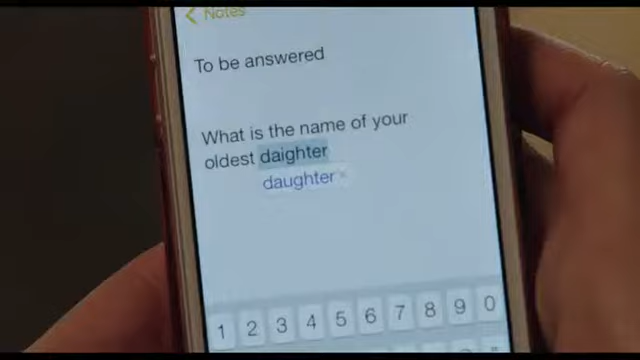 Notes
To be answered
What is the name of your
oldest daighter
daughter ×
1 2 3 4 5 6 7 8 9 0